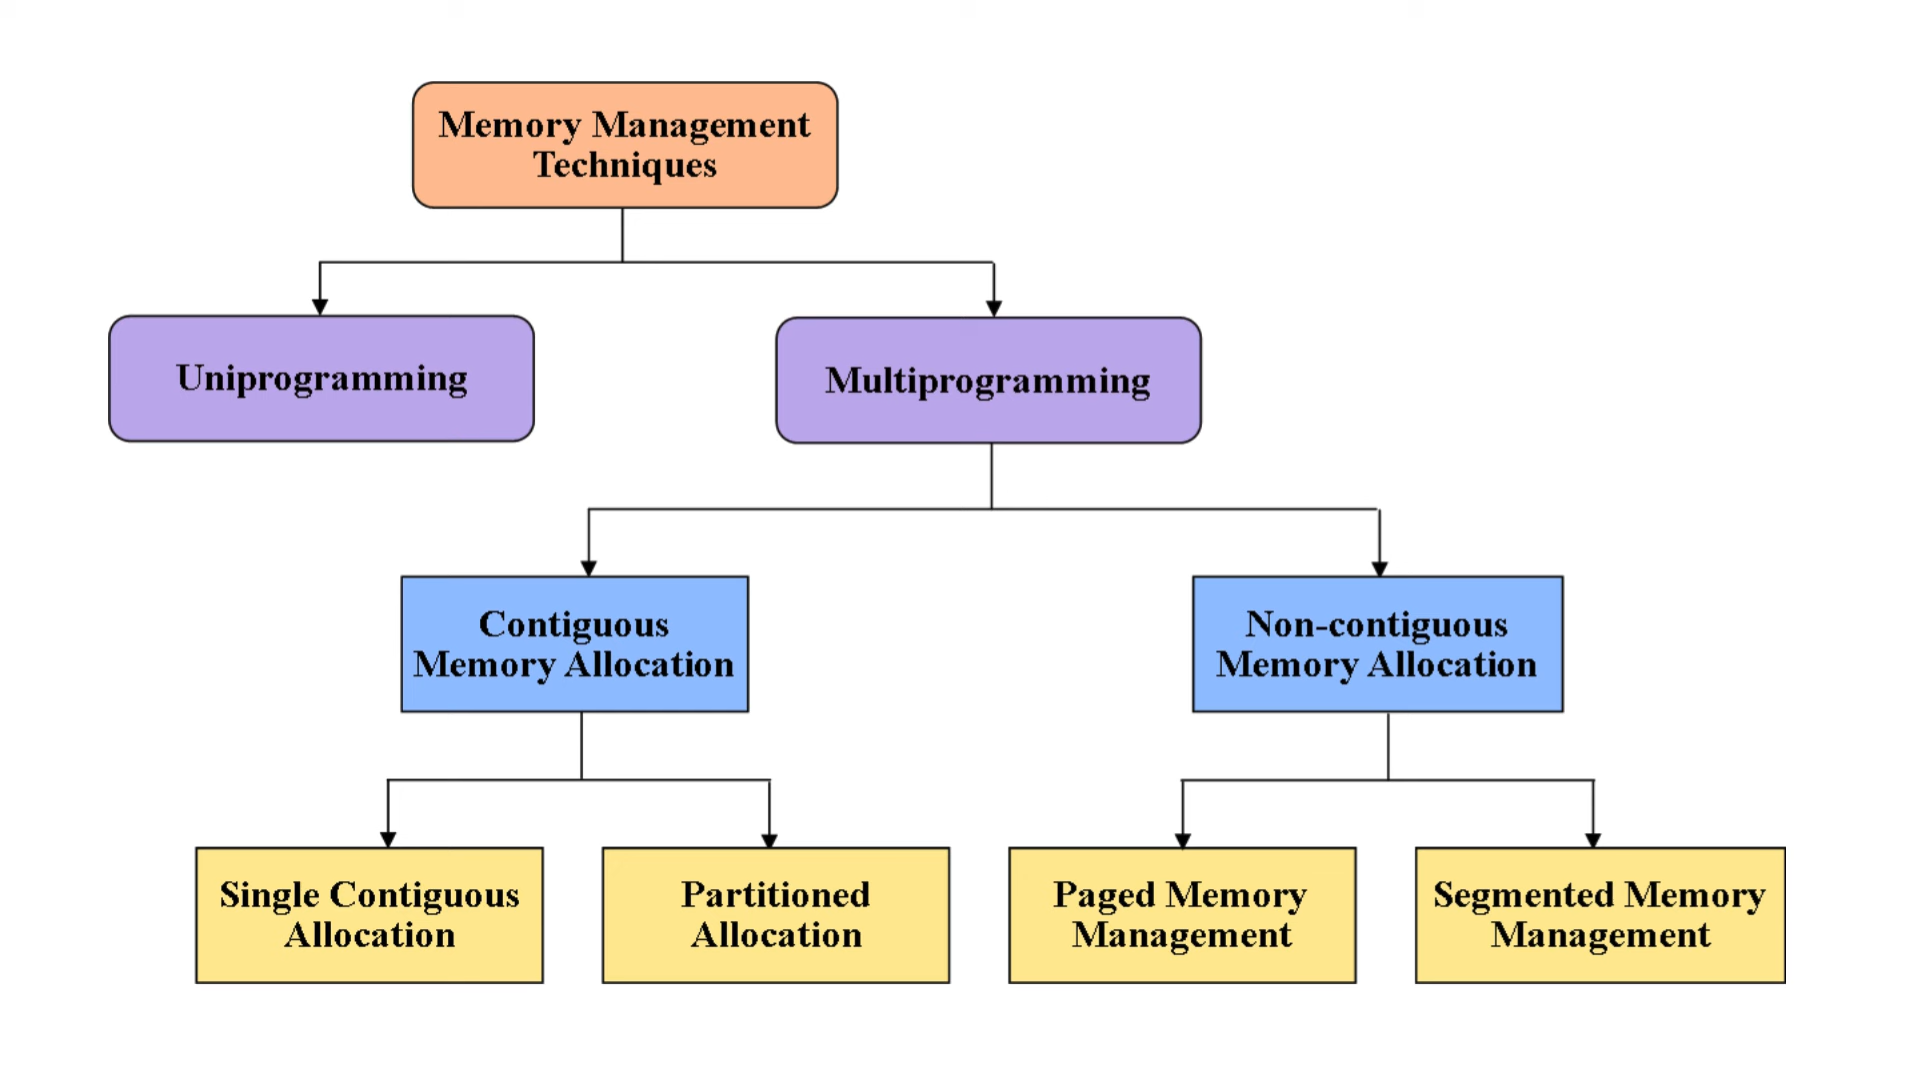 Memory Management
Techniques
Uniprogramming
Multiprogramming
Contiguous
Memory Allocation
Non-contiguous
Memory Allocation
Single Contiguous
Allocation
Partitioned
Allocation
Paged Memory
Management
Segmented Memory
Management